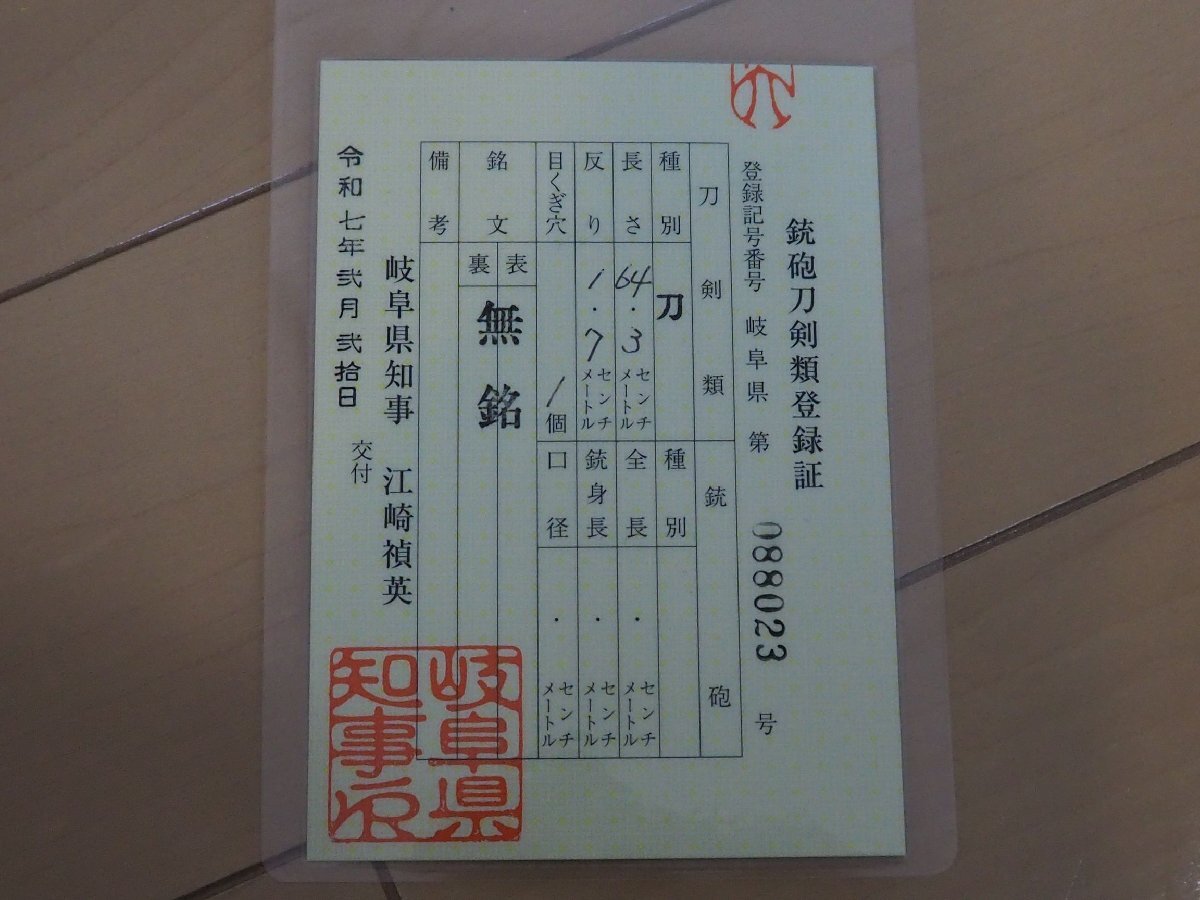 銃砲刀剣類登録証
登録記号番号 岐阜県 第 088023 号
刀剣類
種別 刀
長さ 64.3 センチメートル
反り 1.7 センチメートル
目くぎ穴 1個
銘文
表
裏
無銘
備考
銃砲
種別
全長 ・ センチメートル
銃身長 ・ センチメートル
口径 ・ センチメートル
岐阜県知事 江崎禎英
令和七年弐月弐拾日 交付
岐阜県
知事印